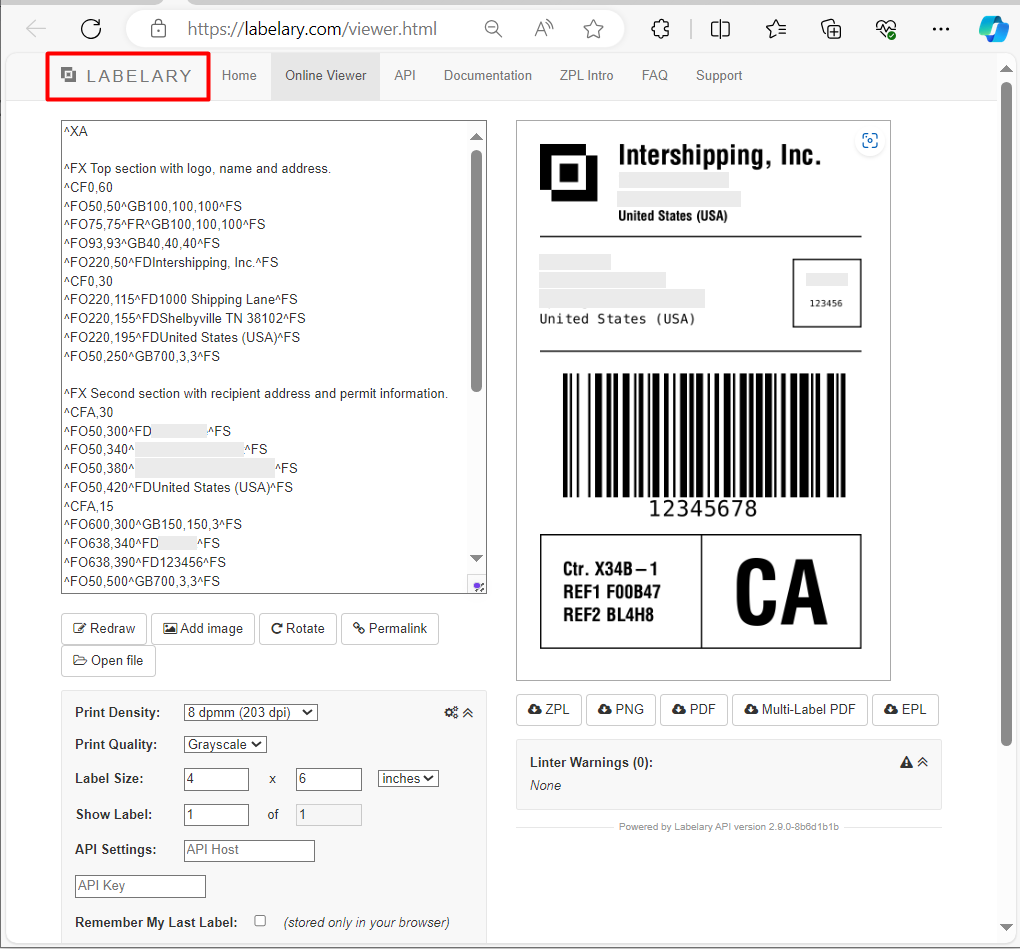 https://labelary.com/viewer.html
LABELARY
Home
Online Viewer
API
Documentation
ZPL Intro
FAQ
Support
^XA
^FX Top section with logo, name and address.
^CF0,60
^FO50,50^GB100,100,100^FS
^FO75,75^FR^GB100,100,100^FS
^FO93,93^GB40,40,40^FS
^FO220,50^FDIntershipping, Inc.^FS
^CF0,30
^FO220,115^FD1000 Shipping Lane^FS
^FO220,155^FDShelbyville TN 38102^FS
^FO220,195^FDUnited States (USA)^FS
^FO50,250^GB700,3,3^FS
^FX Second section with recipient address and permit information.
^CFA,30
^FO50,300^FD ^FS
^FO50,340^ ^FS
^FO50,380^ ^FS
^FO50,420^FDUnited States (USA)^FS
^CFA,15
^FO600,300^GB150,150,3^FS
^FO638,340^FD ^FS
^FO638,390^FD123456^FS
^FO50,500^GB700,3,3^FS
Redraw
Add image
Rotate
Permalink
Open file
Print Density:
8 dpmm (203 dpi)
Print Quality:
Grayscale
Label Size:
4 x 6 inches
Show Label:
1 of 1
API Settings:
API Host
API Key
Remember My Last Label:
(stored only in your browser)
Intershipping, Inc.
United States (USA)
United States (USA)
123456
12345678
Ctr. X34B-1
REF1 F00B47
REF2 BL4H8
CA
ZPL
PNG
PDF
Multi-Label PDF
EPL
Linter Warnings (0):
None
Powered by Labelary API version 2.9.0-8b6d1b1b